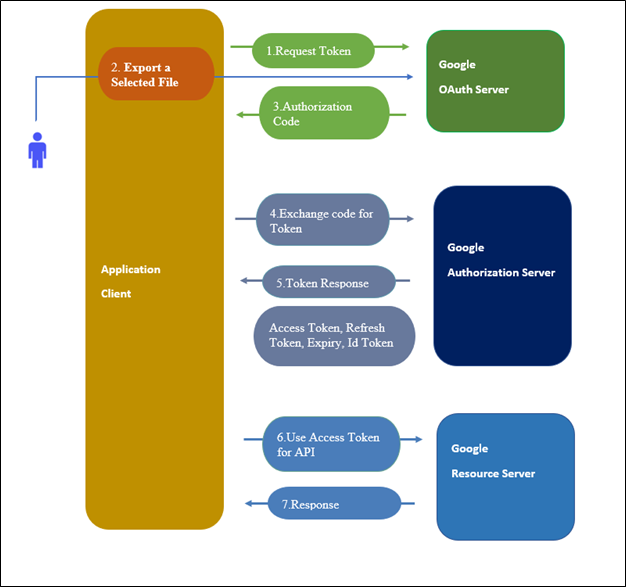 1.Request Token
2. Export a
Selected File
Google
OAuth Server
3.Authorization
Code
4.Exchange code for
Token
Google
Authorization Server
Application
Client
5.Token Response
Access Token, Refresh
Token, Expiry, Id Token
6.Use Access Token
for API
Google
Resource Server
7.Response